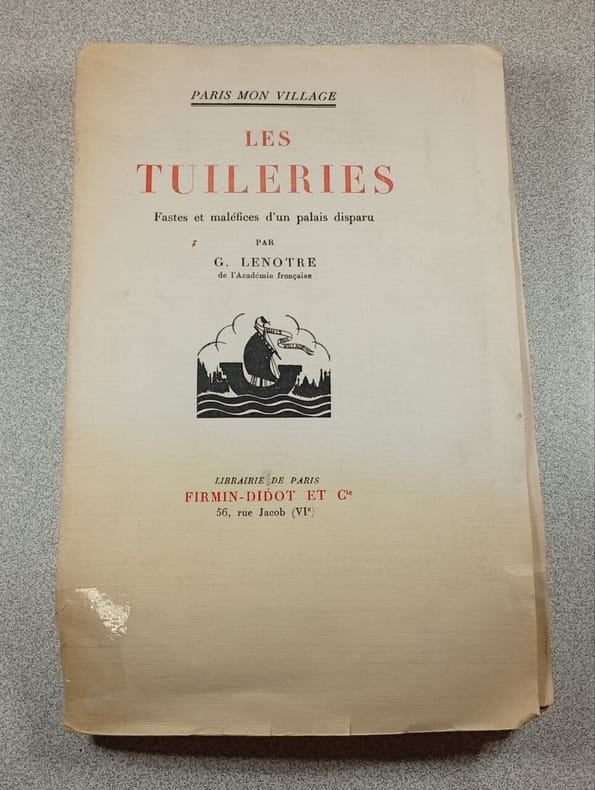 PARIS MON VILLAGE
LES
TUILERIES
Fastes et maléfices d'un palais disparu
PAR
G. LENOTRE
de l'Académie française
LIBRAIRIE DE PARIS
FIRMIN-DIDOT ET Cie
56, rue Jacob (VIe)